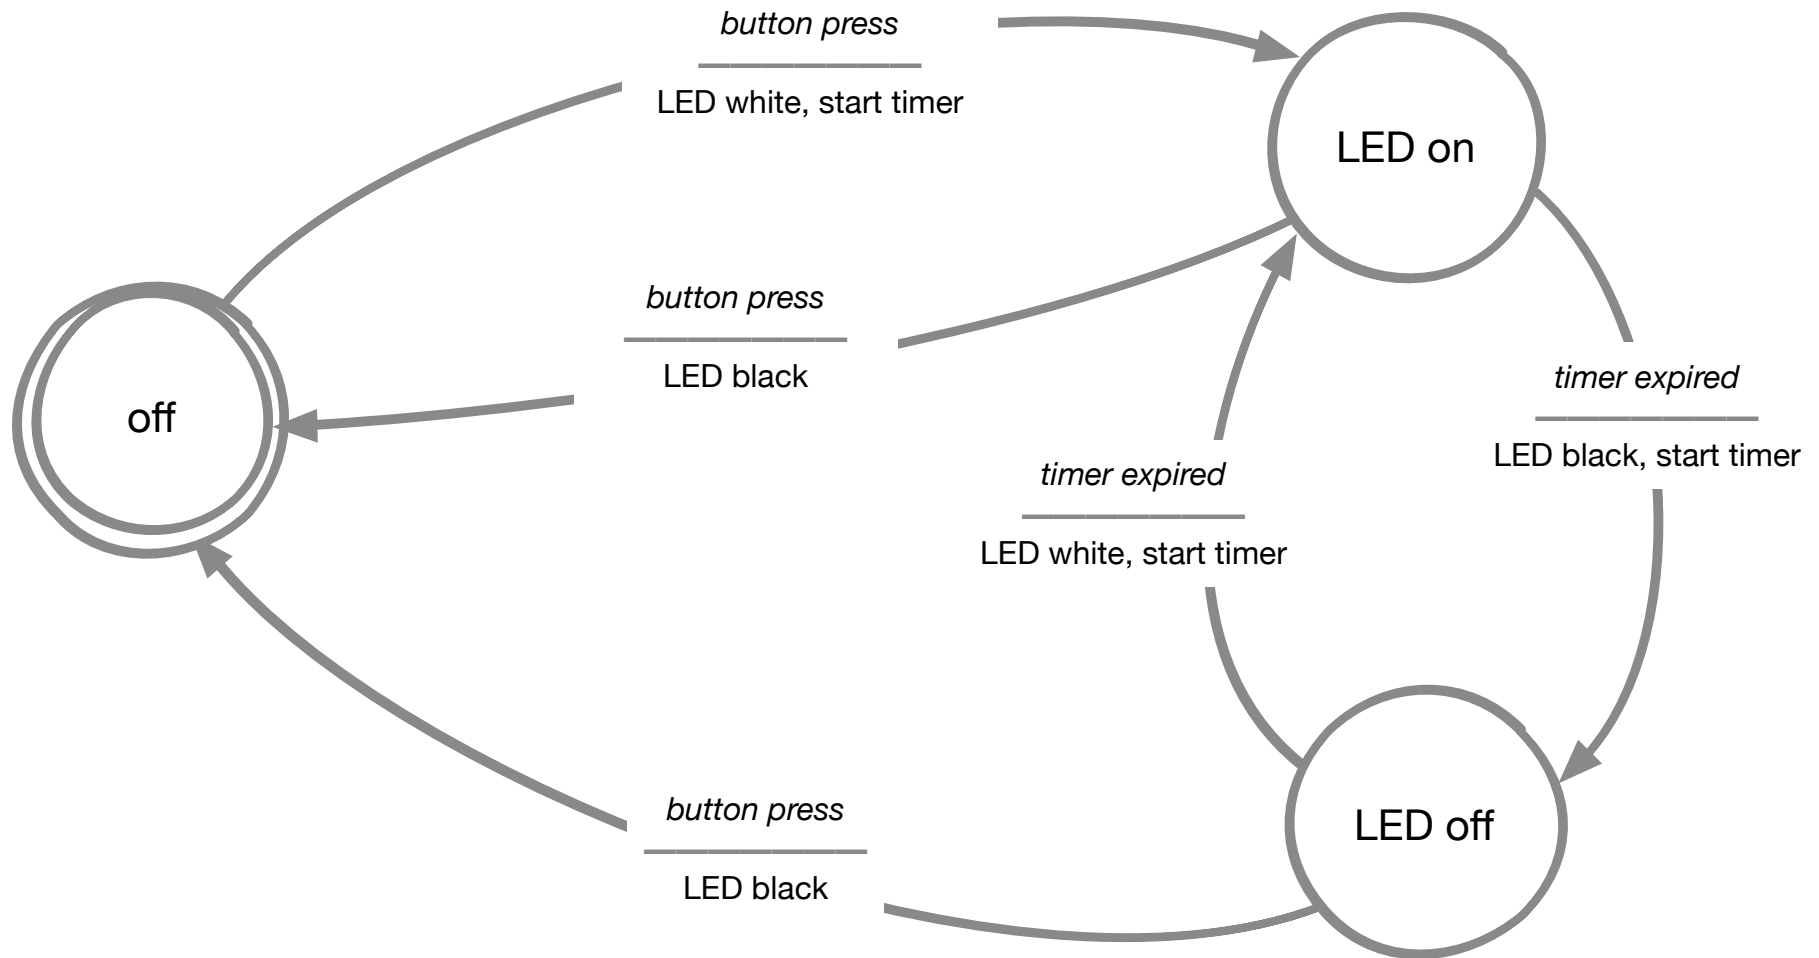 button press
LED white, start timer
LED on
button press
LED black
off
timer expired
LED black, start timer
timer expired
LED white, start timer
button press
LED black
LED off